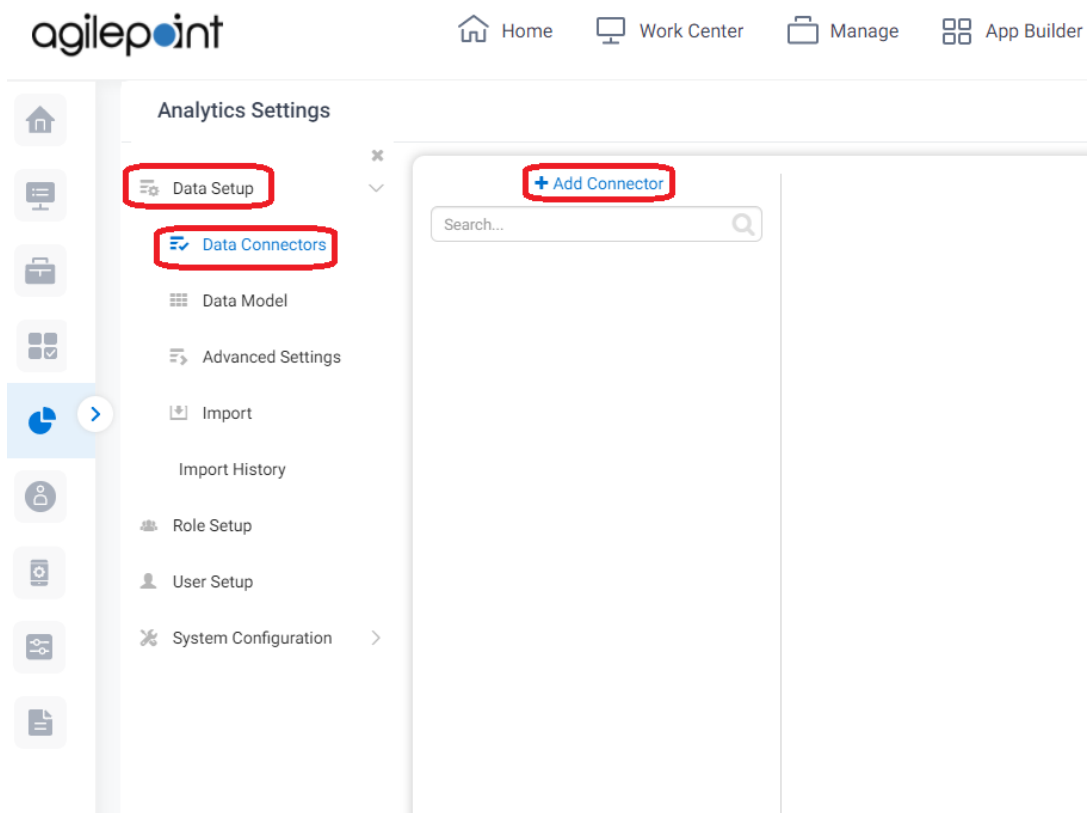 agilepoint
Home Work Center Manage App Builder
Analytics Settings
Data Setup
Data Connectors
Data Model
Advanced Settings
Import
Import History
Role Setup
User Setup
System Configuration
+ Add Connector
Search...